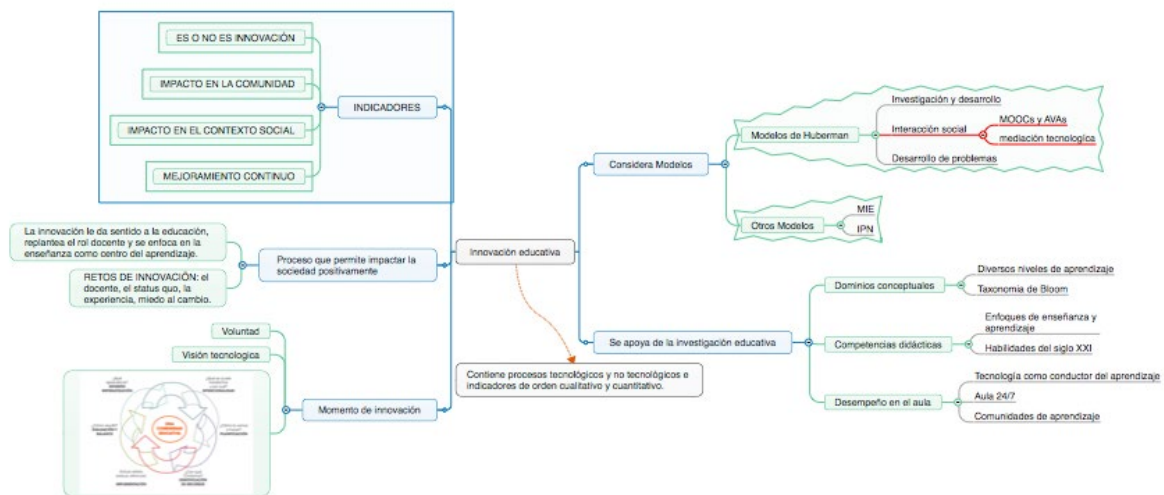 ES O NO ES INNOVACIÓN
IMPACTO EN LA COMUNIDAD
IMPACTO EN EL CONTEXTO SOCIAL
MEJORAMIENTO CONTINUO
INDICADORES
La innovación le da sentido a la educación,
replantea el rol docente y se enfoca en la
enseñanza como centro del aprendizaje.
RETOS DE INNOVACIÓN: el
docente, el status quo, la
experiencia, miedo al cambio.
Proceso que permite impactar la
sociedad positivamente
Voluntad
Visión tecnologica
Momento de innovación
Innovación educativa
Contiene procesos tecnológicos y no tecnológicos e
indicadores de orden cualitativo y cuantitativo.
Considera Modelos
Modelos de Huberman
Investigación y desarrollo
Interacción social
MOOCs y AVAs
mediación tecnologíca
Desarrollo de problemas
Otros Modelos
MIE
IPN
Se apoya de la investigación educativa
Dominios conceptuales
Diversos niveles de aprendizaje
Taxonomía de Bloom
Competencias didácticas
Enfoques de enseñanza y
aprendizaje
Habilidades del siglo XXI
Desempeño en el aula
Tecnología como conductor del aprendizaje
Aula 24/7
Comunidades de aprendizaje